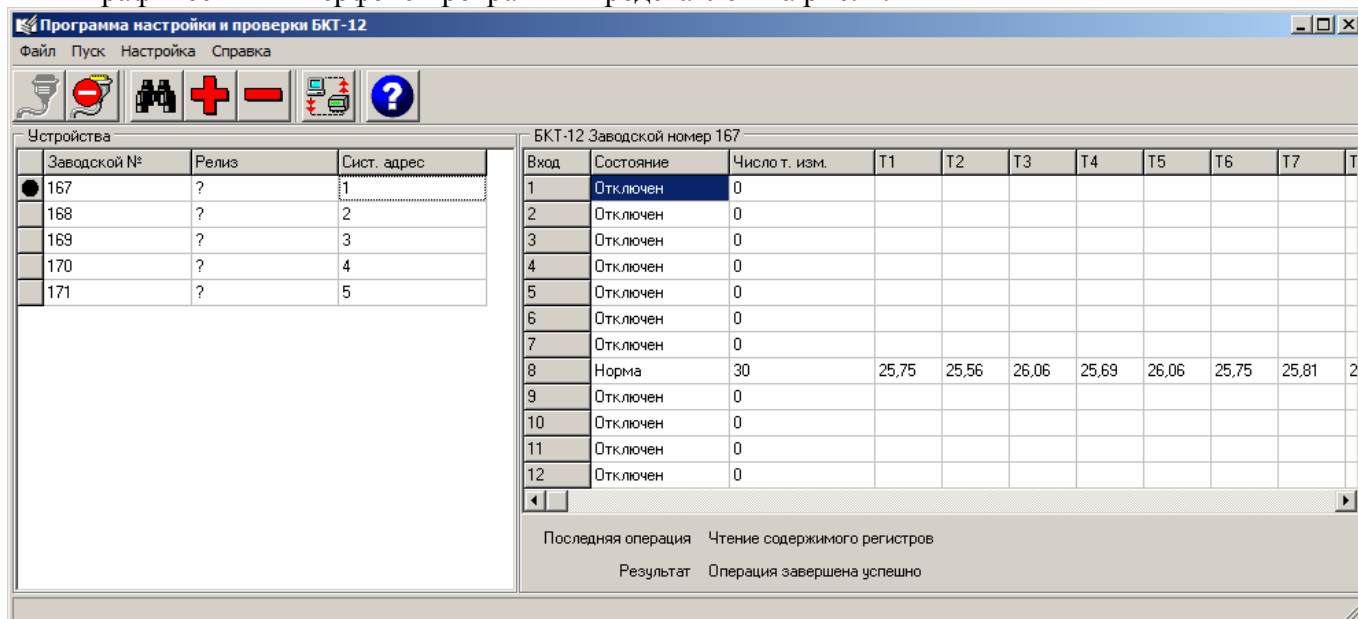 Программа настройки и проверки БКТ-12
Файл Пуск Настройка Справка
Устройства
Заводской № Релиз Сист. адрес
167 ? 1
168 ? 2
169 ? 3
170 ? 4
171 ? 5
БКТ-12 Заводской номер 167
Вход Состояние Число т. изм. T1 T2 T3 T4 T5 T6 T7
1 Отключен 0
2 Отключен 0
3 Отключен 0
4 Отключен 0
5 Отключен 0
6 Отключен 0
7 Отключен 0
8 Норма 30 25,75 25,56 26,06 25,69 26,06 25,75 25,81
9 Отключен 0
10 Отключен 0
11 Отключен 0
12 Отключен 0
Последняя операция Чтение содержимого регистров
Результат Операция завершена успешно